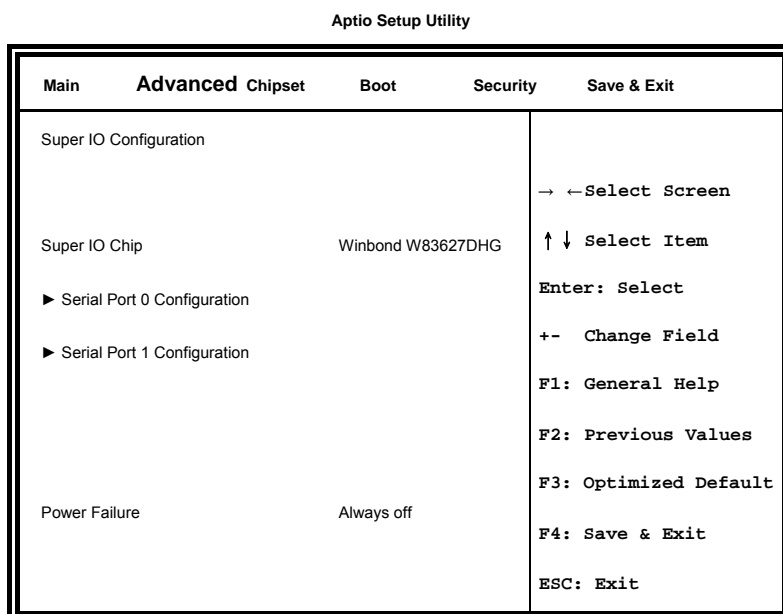 Aptio Setup Utility
Main Advanced Chipset Boot Security Save & Exit
Super IO Configuration
Super IO Chip Winbond W83627DHG
► Serial Port 0 Configuration
► Serial Port 1 Configuration
Power Failure Always off
→ ←Select Screen
↑↓ Select Item
Enter: Select
+- Change Field
F1: General Help
F2: Previous Values
F3: Optimized Default
F4: Save & Exit
ESC: Exit